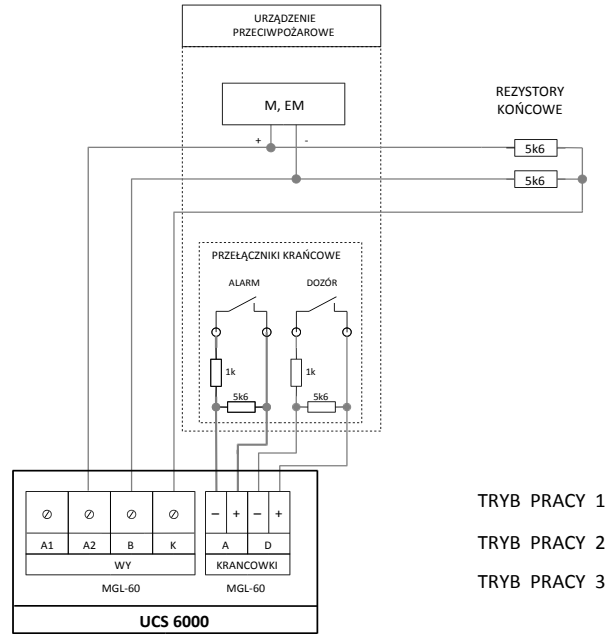 URZĄDZENIE
PRZECIWPOŻAROWE
M, EM
+ -
REZYSTORY
KOŃCOWE
5k6
5k6
PRZEŁĄCZNIKI KRAŃCOWE
ALARM DOZÓR
1k 1k
5k6 5k6
− + − +
A1 A2 B K A D
WY KRANCOWKI
MGL-60 MGL-60
UCS 6000
TRYB PRACY 1
TRYB PRACY 2
TRYB PRACY 3